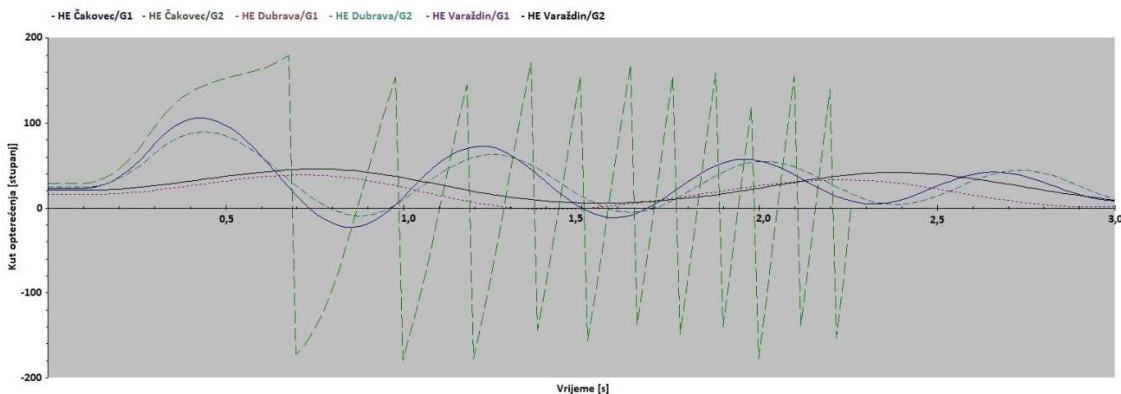 - HE Čakovec/G1 - HE Čakovec/G2 - HE Dubrava/G1 - HE Dubrava/G2 - HE Varaždin/G1 - HE Varaždin/G2
200
100
0
-100
-200
Kut opterećenja [stupanj]
0,5 1,0 1,5 2,0 2,5 3,0
Vrijeme [s]